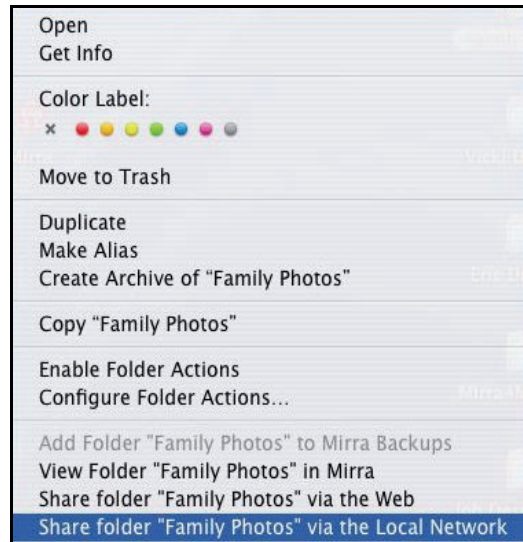 Open
Get Info
Color Label:
×
Move to Trash
Duplicate
Make Alias
Create Archive of “Family Photos”
Copy “Family Photos”
Enable Folder Actions
Configure Folder Actions...
Add Folder "Family Photos" to Mirra Backups
View Folder "Family Photos" in Mirra
Share folder "Family Photos" via the Web
Share folder "Family Photos" via the Local Network